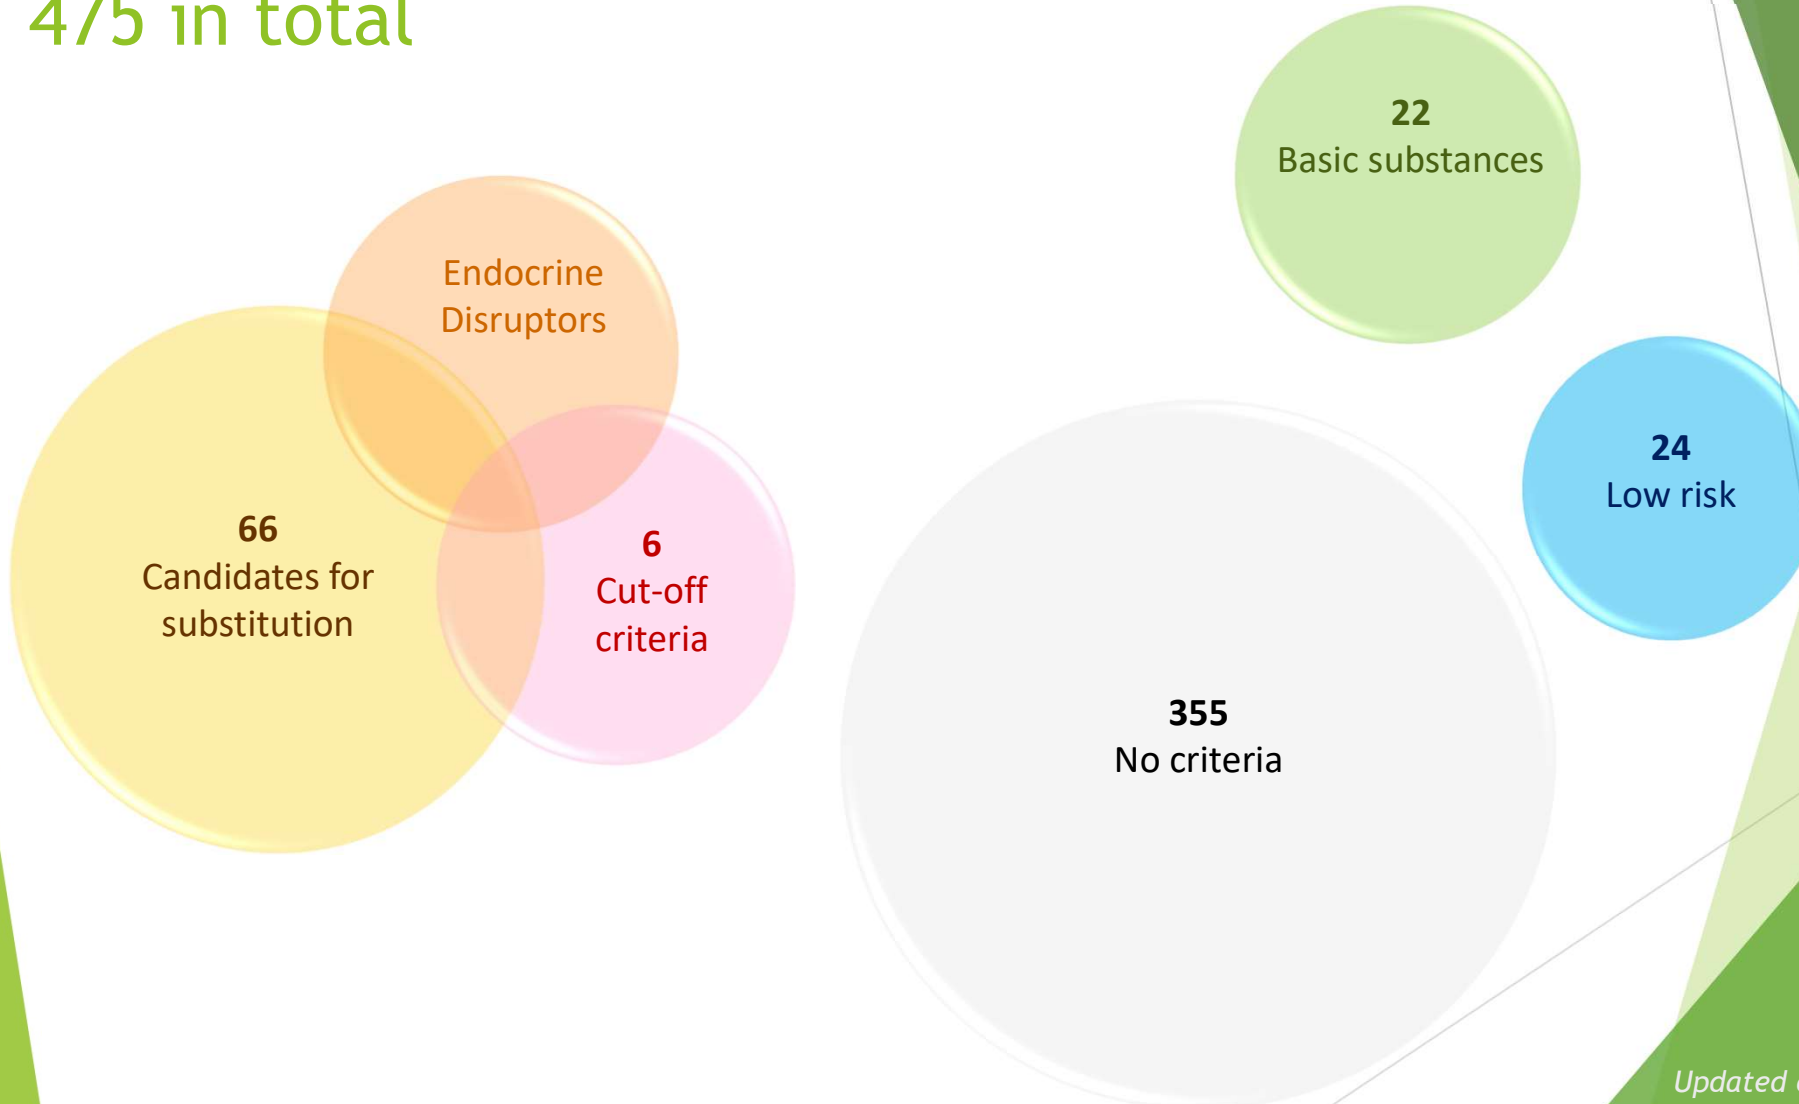 475 in total
22
Basic substances
Endocrine
Disruptors
24
Low risk
66
Candidates for
substitution
6
Cut-off
criteria
355
No criteria
Updated